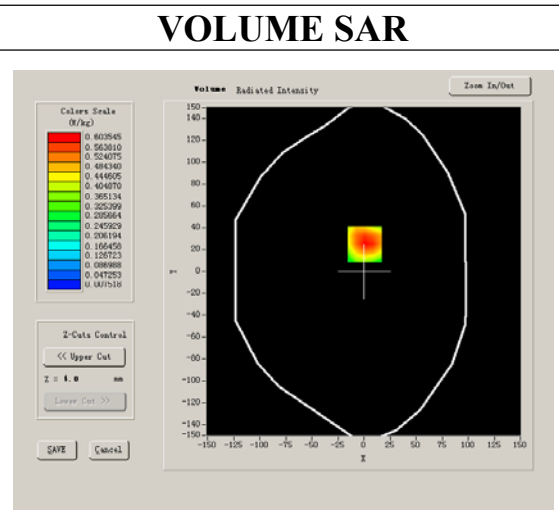 VOLUME SAR
Volume Radiated Intensity
Zoom In/Out
Colors Scale
(W/kg)
0.603545
0.563810
0.524075
0.484340
0.444605
0.404870
0.365134
0.325399
0.285664
0.245929
0.206194
0.166458
0.126723
0.086988
0.047253
0.007518
Z-Cuts Control
<< Upper Cut
Z = 4.0 mm
Lower Cut >>
SAVE Cancel
150
140
120
100
80
60
40
20
0
-20
-40
-60
-80
-100
-120
-140
-150
Y
-150 -125 -100 -75 -50 -25 0 25 50 75 100 125 150
X